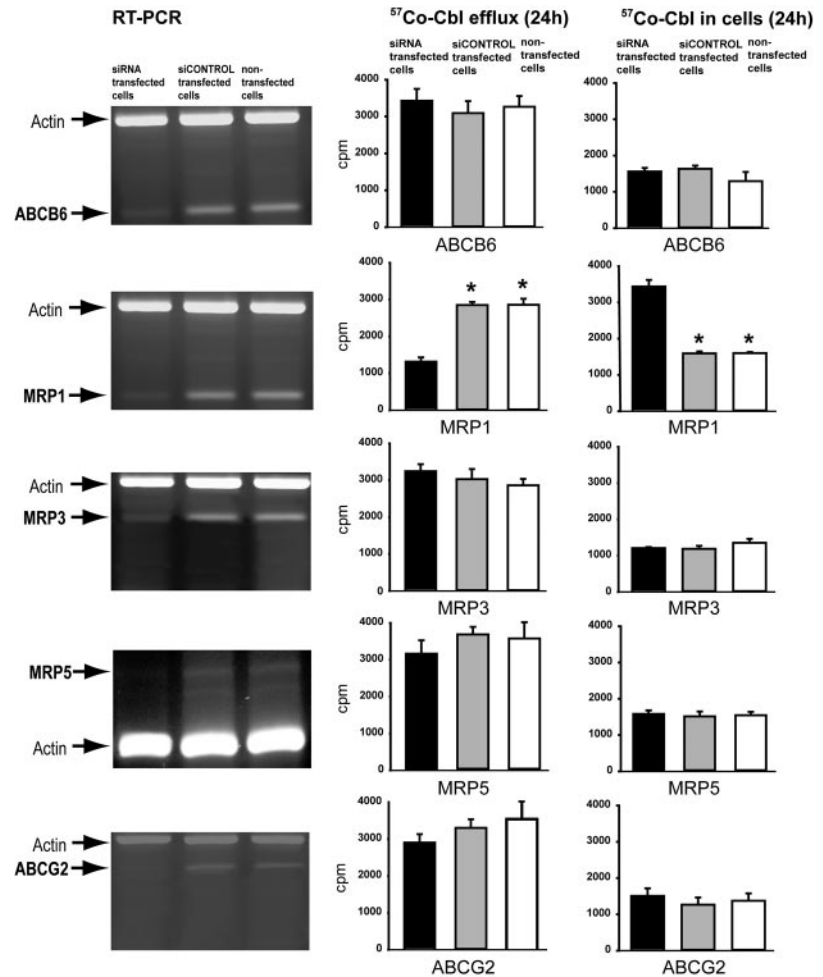 RT-PCR
siRNA transfected cells
siCONTROL transfected cells
non-transfected cells
Actin
ABCB6
Actin
MRP1
Actin
MRP3
MRP5
Actin
Actin
ABCG2
57Co-Cbl efflux (24h)
siRNA transfected cells
siCONTROL transfected cells
non-transfected cells
cpm
4000
3000
2000
1000
0
ABCB6
cpm
4000
3000
2000
1000
0
* *
MRP1
cpm
4000
3000
2000
1000
0
MRP3
cpm
4000
3000
2000
1000
0
MRP5
cpm
4000
3000
2000
1000
0
ABCG2
57Co-Cbl in cells (24h)
siRNA transfected cells
siCONTROL transfected cells
non-transfected cells
4000
3000
2000
1000
0
ABCB6
4000
3000
2000
1000
0
* *
MRP1
4000
3000
2000
1000
0
MRP3
4000
3000
2000
1000
0
MRP5
4000
3000
2000
1000
0
ABCG2